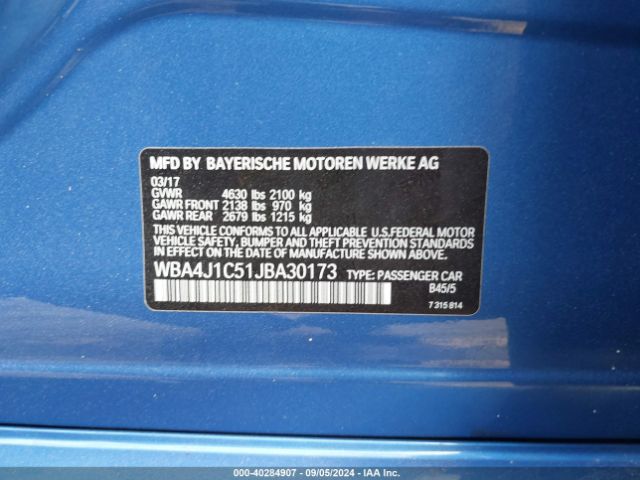 MFD BY BAYERISCHE MOTOREN WERKE AG
03/17
GVWR 4630 lbs 2100 kg
GAWR FRONT 2138 lbs 970 kg
GAWR REAR 2679 lbs 1215 kg
THIS VEHICLE CONFORMS TO ALL APPLICABLE U.S.FEDERAL MOTOR
VEHICLE SAFETY, BUMPER, AND THEFT PREVENTION STANDARDS
IN EFFECT ON THE DATE OF MANUFACTURE SHOWN ABOVE.
WBA4J1C51JBA30173 TYPE: PASSENGER CAR
B45/5
7 315 814
000-40284907 - 09/05/2024 - IAA Inc.